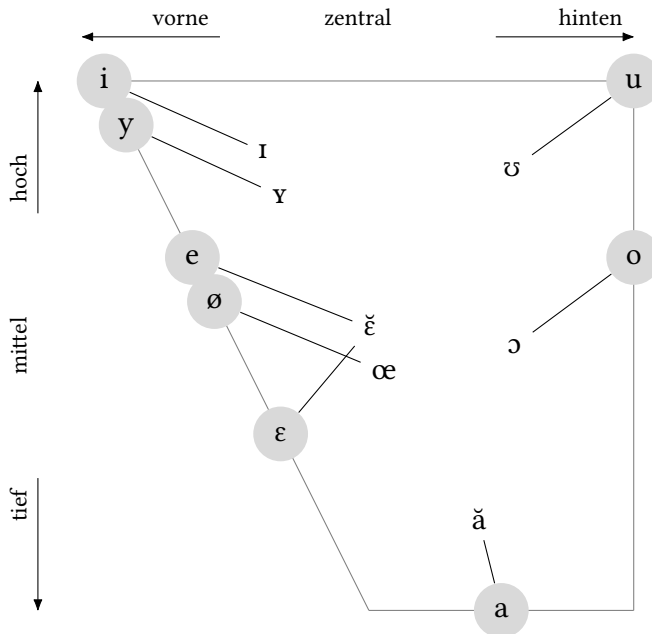 vorne zentral hinten
i u
y
ɪ
ʊ
ʏ
hoch
e o
ø
ɛ̆
mittel
ɔ
œ
ɛ
tief
ă
a